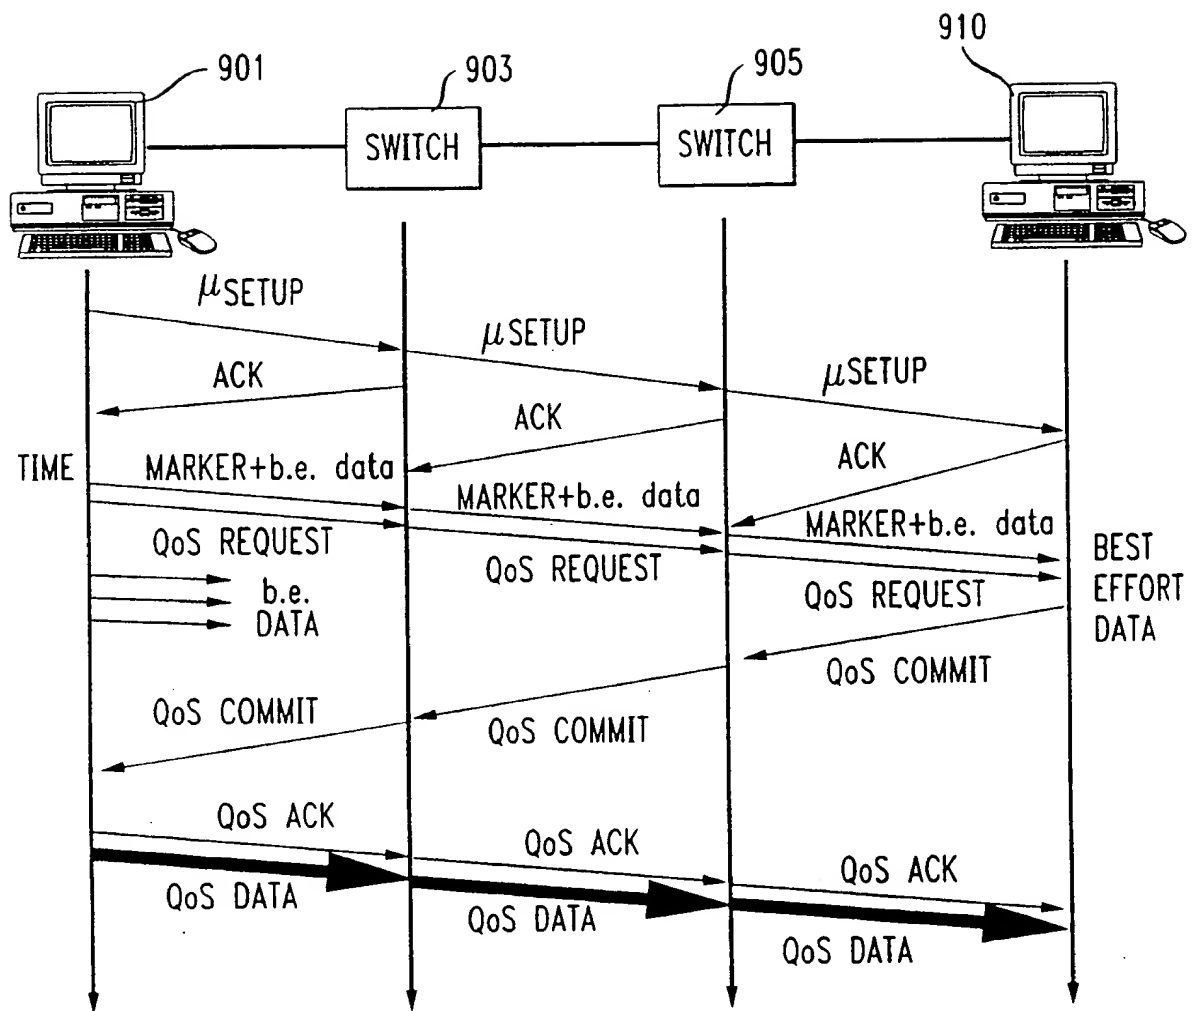 901
903
905
910
SWITCH
SWITCH
μSETUP
μSETUP
μSETUP
ACK
ACK
ACK
TIME
MARKER+b.e. data
MARKER+b.e. data
MARKER+b.e. data
QoS REQUEST
QoS REQUEST
QoS REQUEST
b.e.
DATA
BEST
EFFORT
DATA
QoS COMMIT
QoS COMMIT
QoS COMMIT
QoS ACK
QoS ACK
QoS ACK
QoS DATA
QoS DATA
QoS DATA